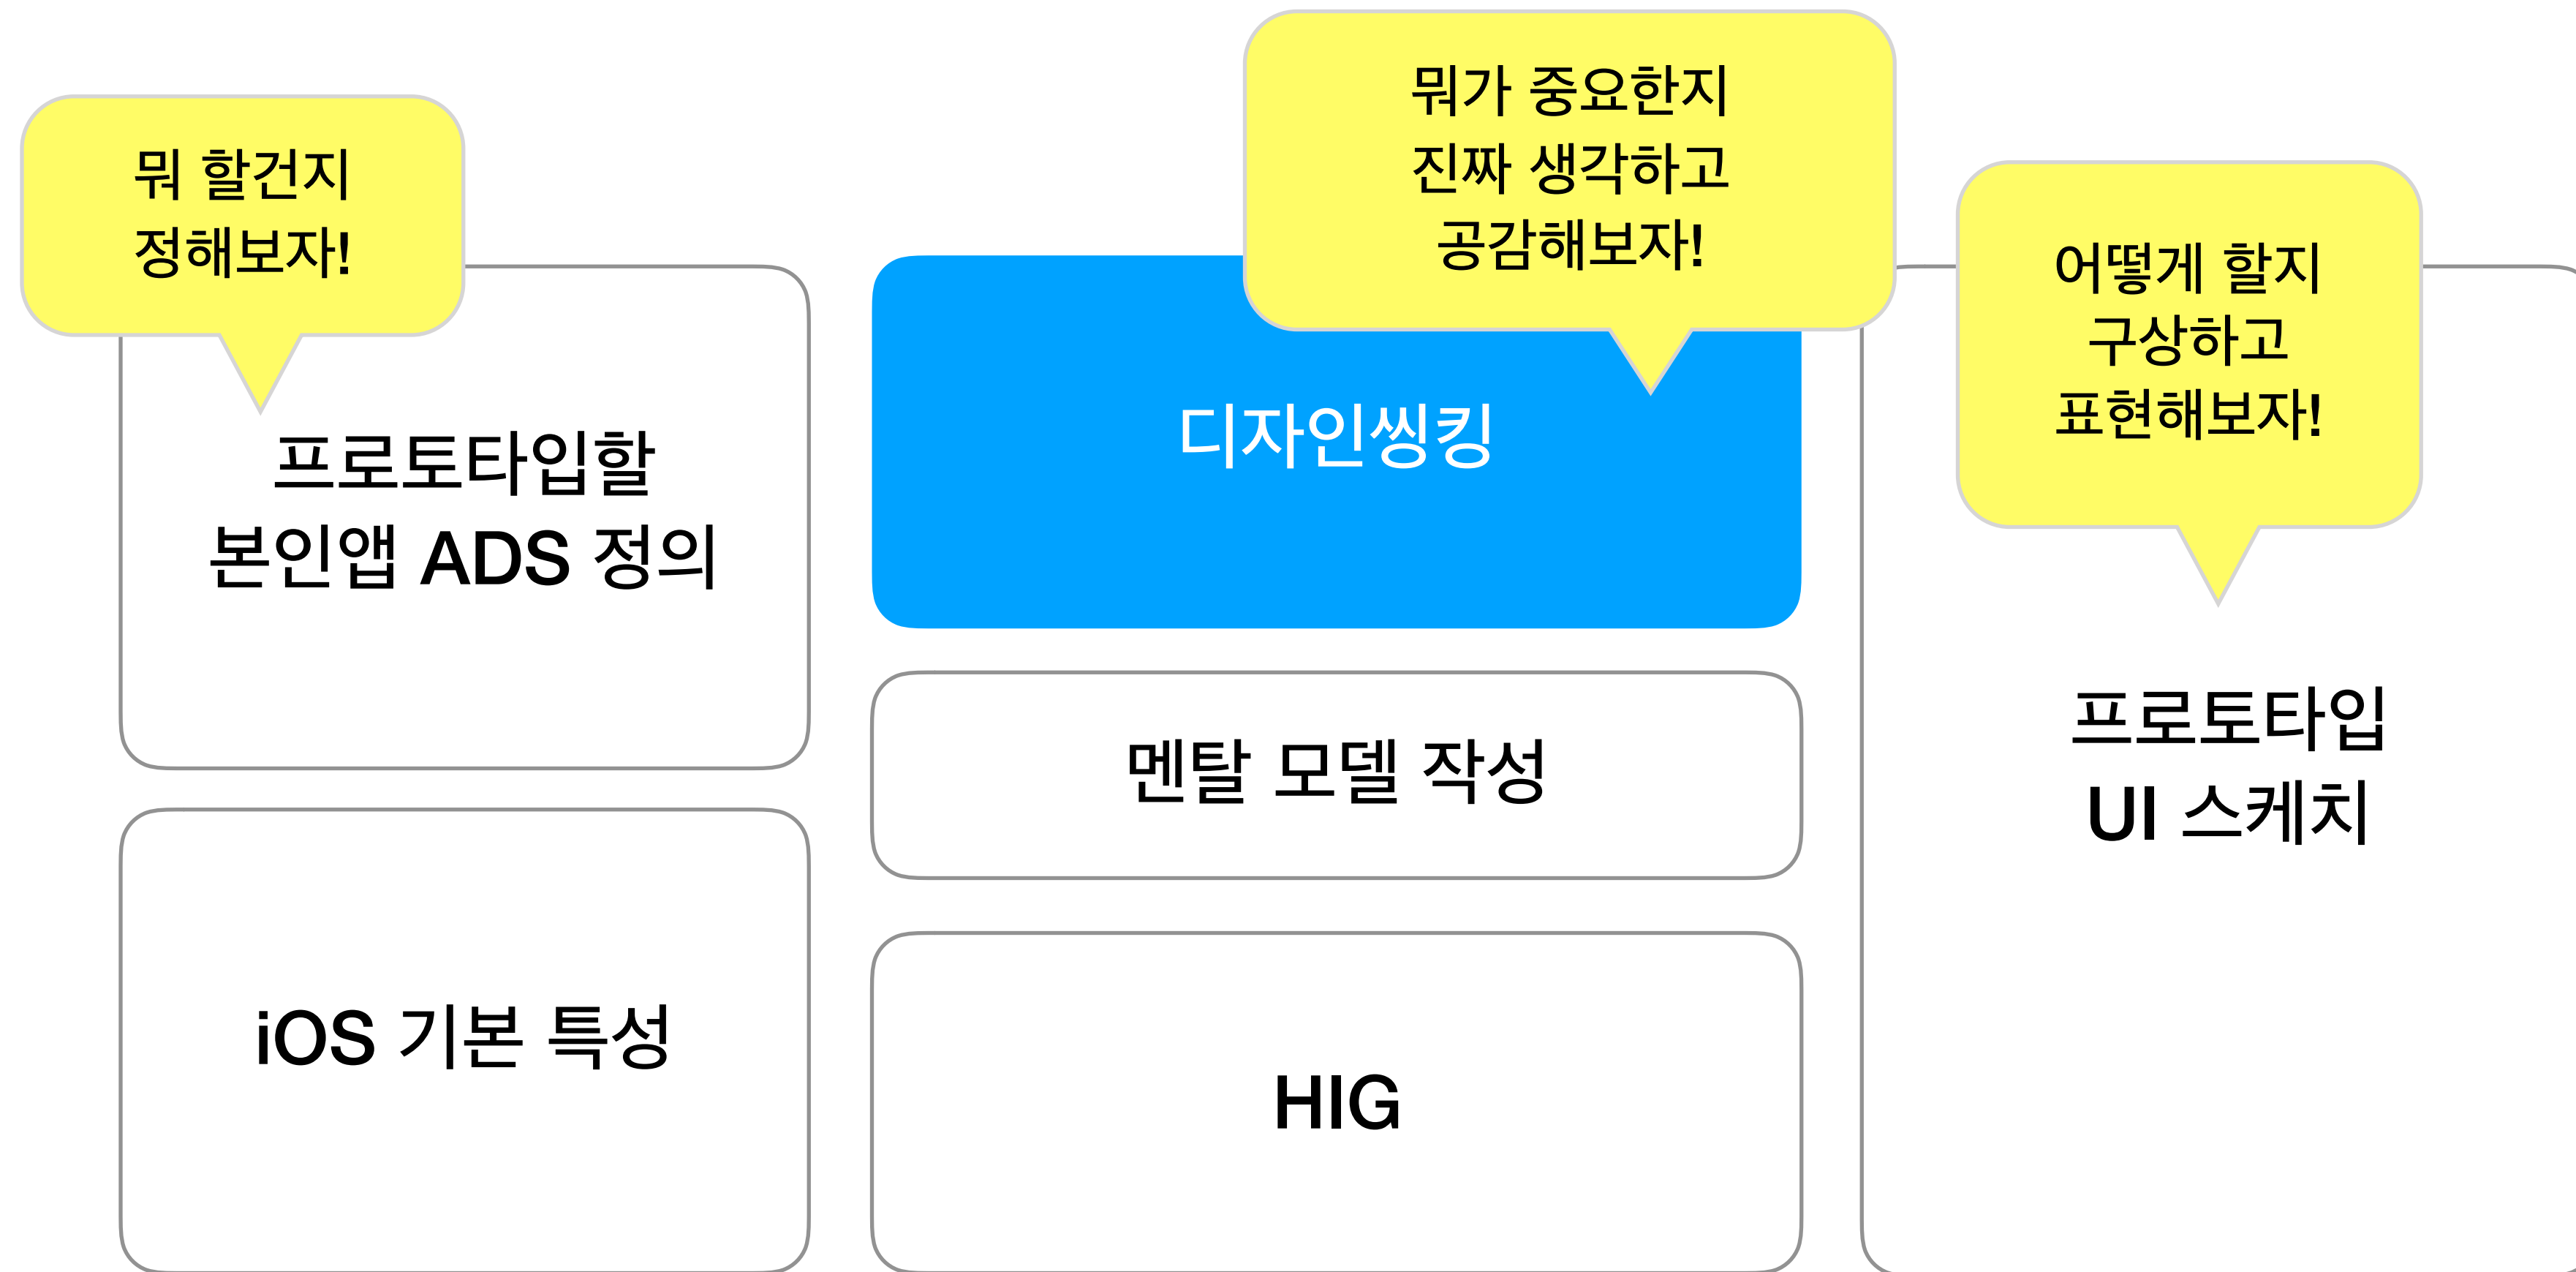 뭐 할건지
정해보자!
프로토타입할
본인앱 ADS 정의
iOS 기본 특성
뭐가 중요한지
진짜 생각하고
공감해보자!
디자인씽킹
멘탈 모델 작성
HIG
어떻게 할지
구상하고
표현해보자!
프로토타입
UI 스케치